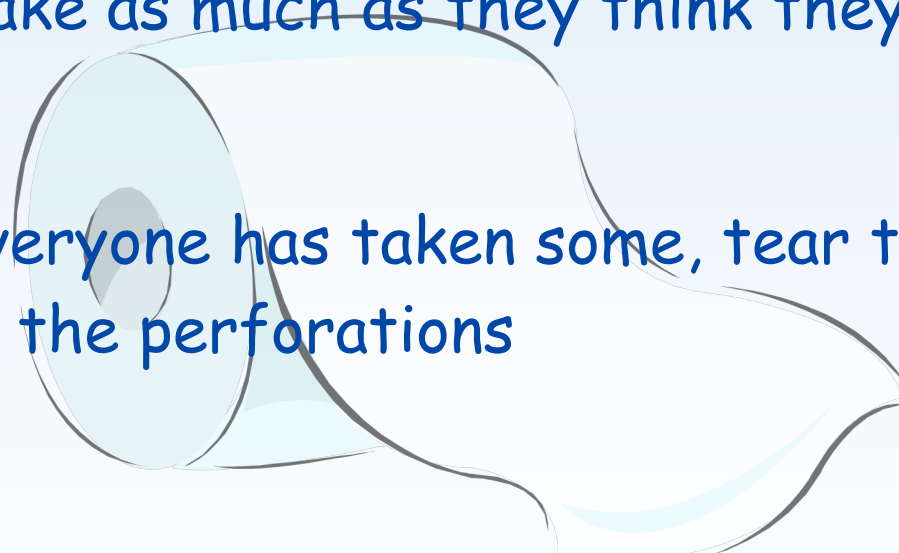 ake as much as they think they
veryone has taken some, tear t
the perforations